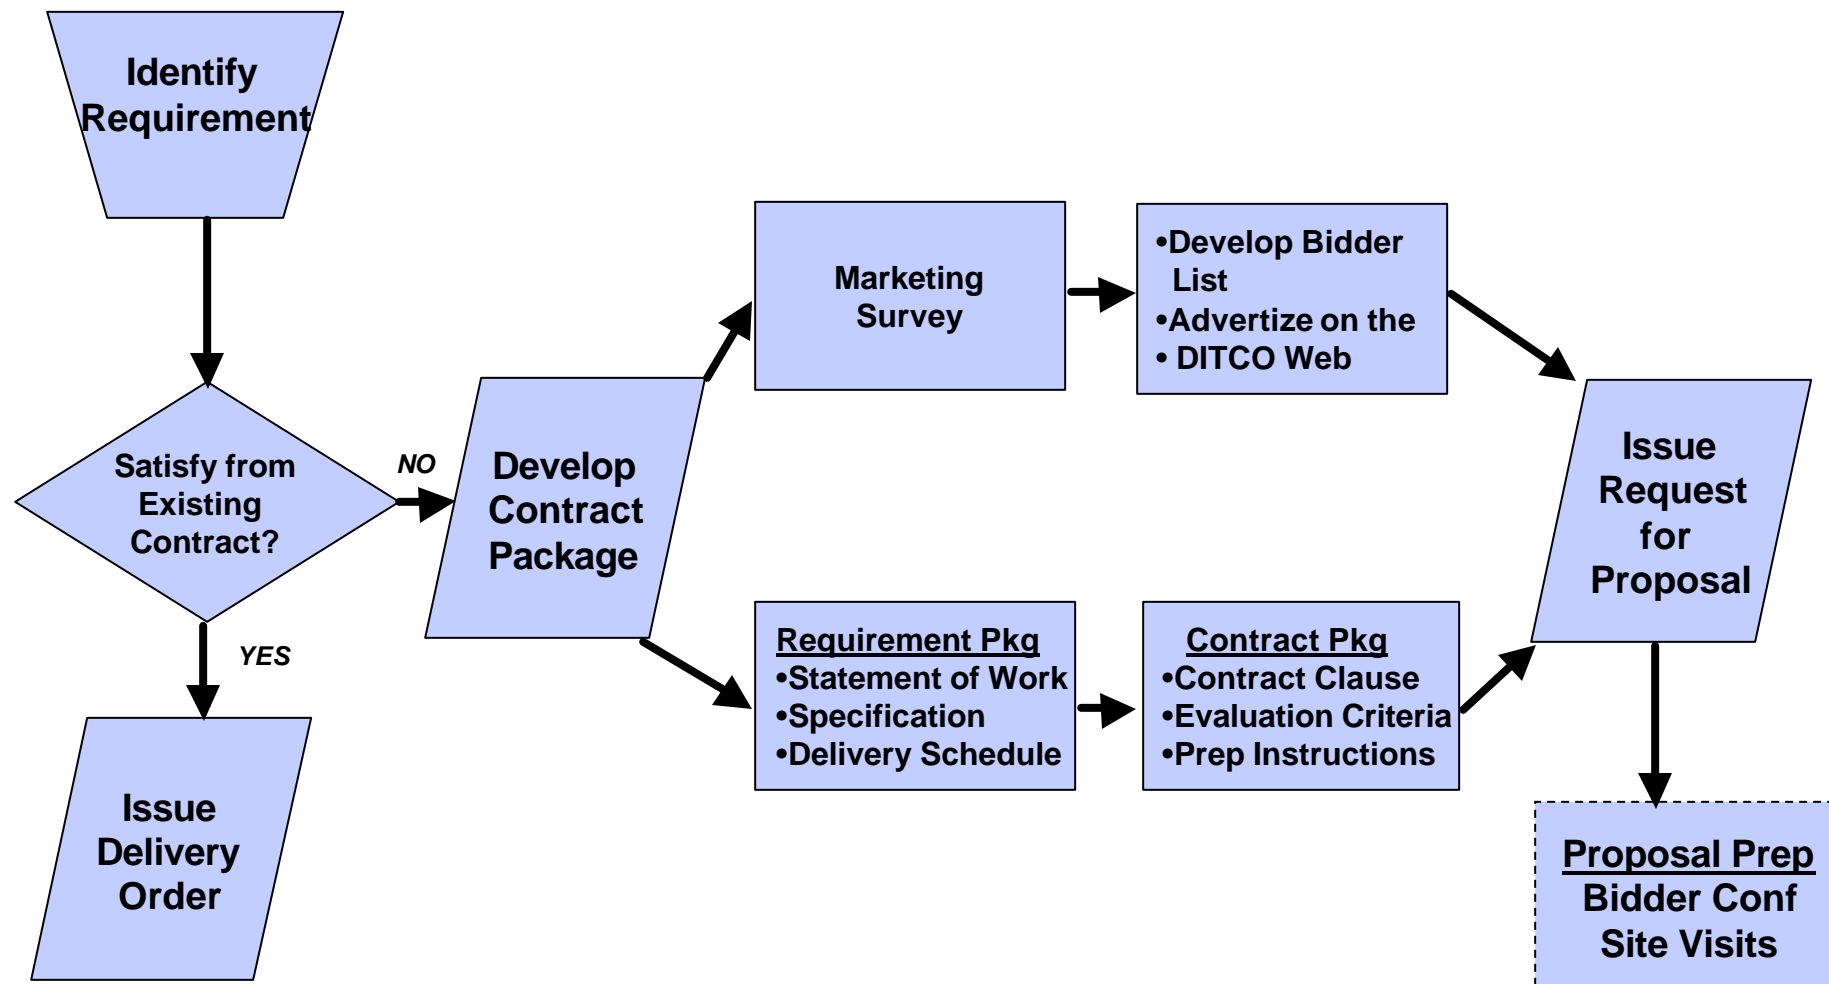 Identify
Requirement
Satisfy from
Existing
Contract?
NO
YES
Issue
Delivery
Order
Develop
Contract
Package
Marketing
Survey
•Develop Bidder
List
•Advertize on the
• DITCO Web
Requirement Pkg
•Statement of Work
•Specification
•Delivery Schedule
Contract Pkg
•Contract Clause
•Evaluation Criteria
•Prep Instructions
Issue
Request
for
Proposal
Proposal Prep
Bidder Conf
Site Visits